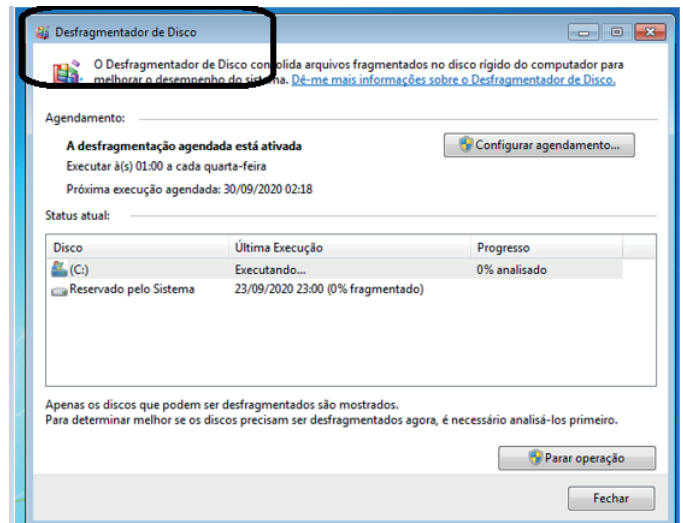 Desfragmentador de Disco
O Desfragmentador de Disco consolida arquivos fragmentados no disco rígido do computador para
melhorar o desempenho do sistema. Dê-me mais informações sobre o Desfragmentador de Disco.
Agendamento:
A desfragmentação agendada está ativada
Configurar agendamento...
Executar à(s) 01:00 a cada quarta-feira
Próxima execução agendada: 30/09/2020 02:18
Status atual:
Disco Última Execução Progresso
(C:) Executando... 0% analisado
Reservado pelo Sistema 23/09/2020 23:00 (0% fragmentado)
Apenas os discos que podem ser desfragmentados são mostrados.
Para determinar melhor se os discos precisam ser desfragmentados agora, é necessário analisá-los primeiro.
Parar operação
Fechar